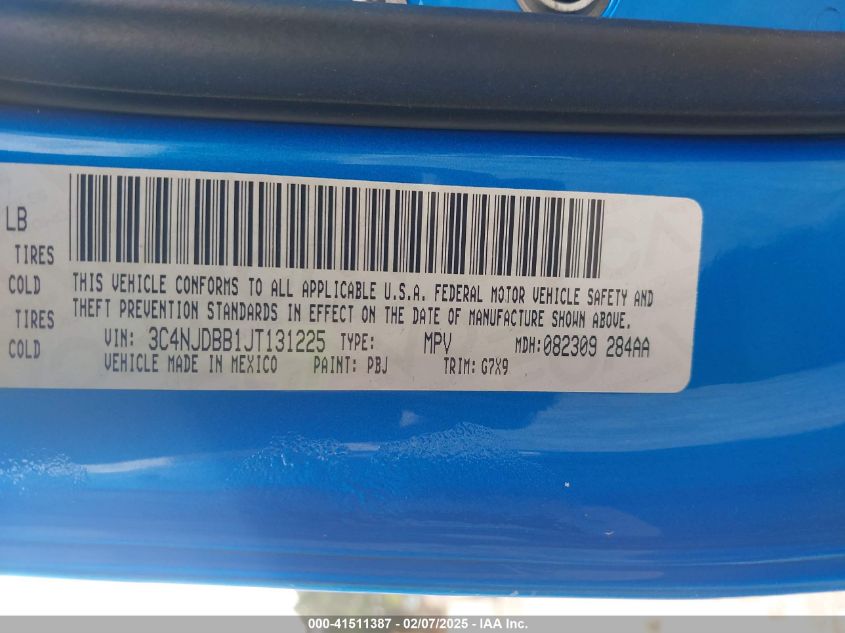 LB
TIRES
COLD
TIRES
COLD
THIS VEHICLE CONFORMS TO ALL APPLICABLE U.S.A. FEDERAL MOTOR VEHICLE SAFETY AND
THEFT PREVENTION STANDARDS IN EFFECT ON THE DATE OF MANUFACTURE SHOWN ABOVE.
VIN: 3C4NJDBB1JT131225 TYPE: MPV MDH:082309 284AA
VEHICLE MADE IN MEXICO PAINT: PBJ TRIM: G7X9
000-41511387 - 02/07/2025 - IAA Inc.